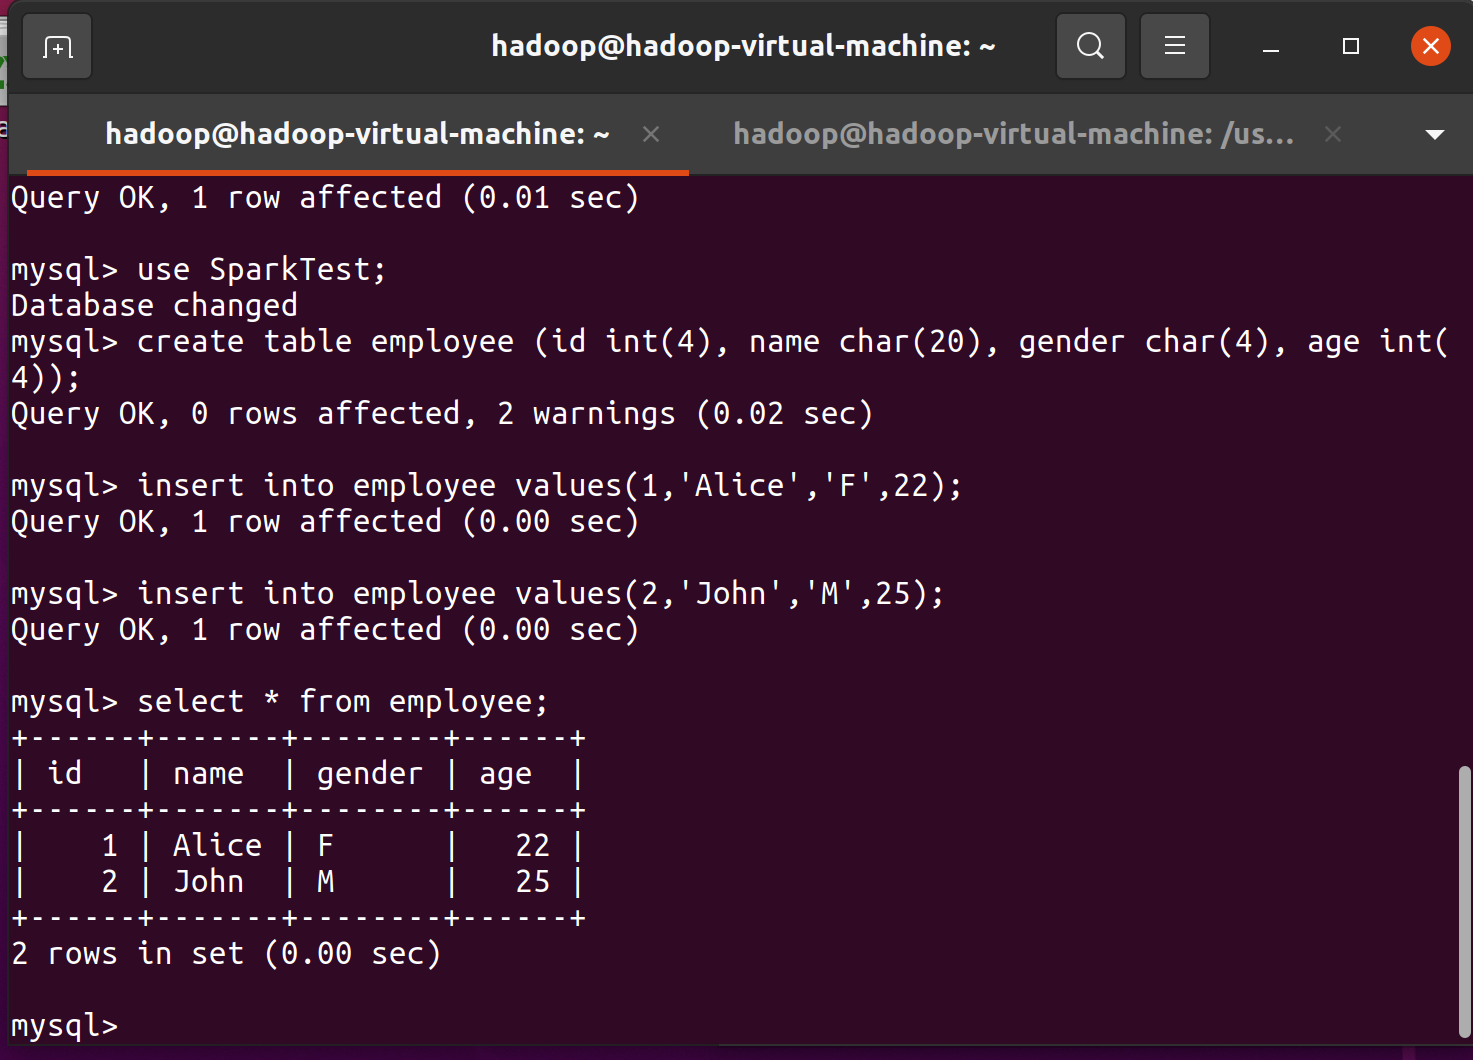 hadoop@hadoop-virtual-machine: ~
hadoop@hadoop-virtual-machine: ~
hadoop@hadoop-virtual-machine: /us...
Query OK, 1 row affected (0.01 sec)
mysql> use SparkTest;
Database changed
mysql> create table employee (id int(4), name char(20), gender char(4), age int(
4));
Query OK, 0 rows affected, 2 warnings (0.02 sec)
mysql> insert into employee values(1,'Alice','F',22);
Query OK, 1 row affected (0.00 sec)
mysql> insert into employee values(2,'John','M',25);
Query OK, 1 row affected (0.00 sec)
mysql> select * from employee;
+------+-------+--------+------+
| id   | name  | gender | age  |
+------+-------+--------+------+
|    1 | Alice | F      |   22 |
|    2 | John  | M      |   25 |
+------+-------+--------+------+
2 rows in set (0.00 sec)
mysql>